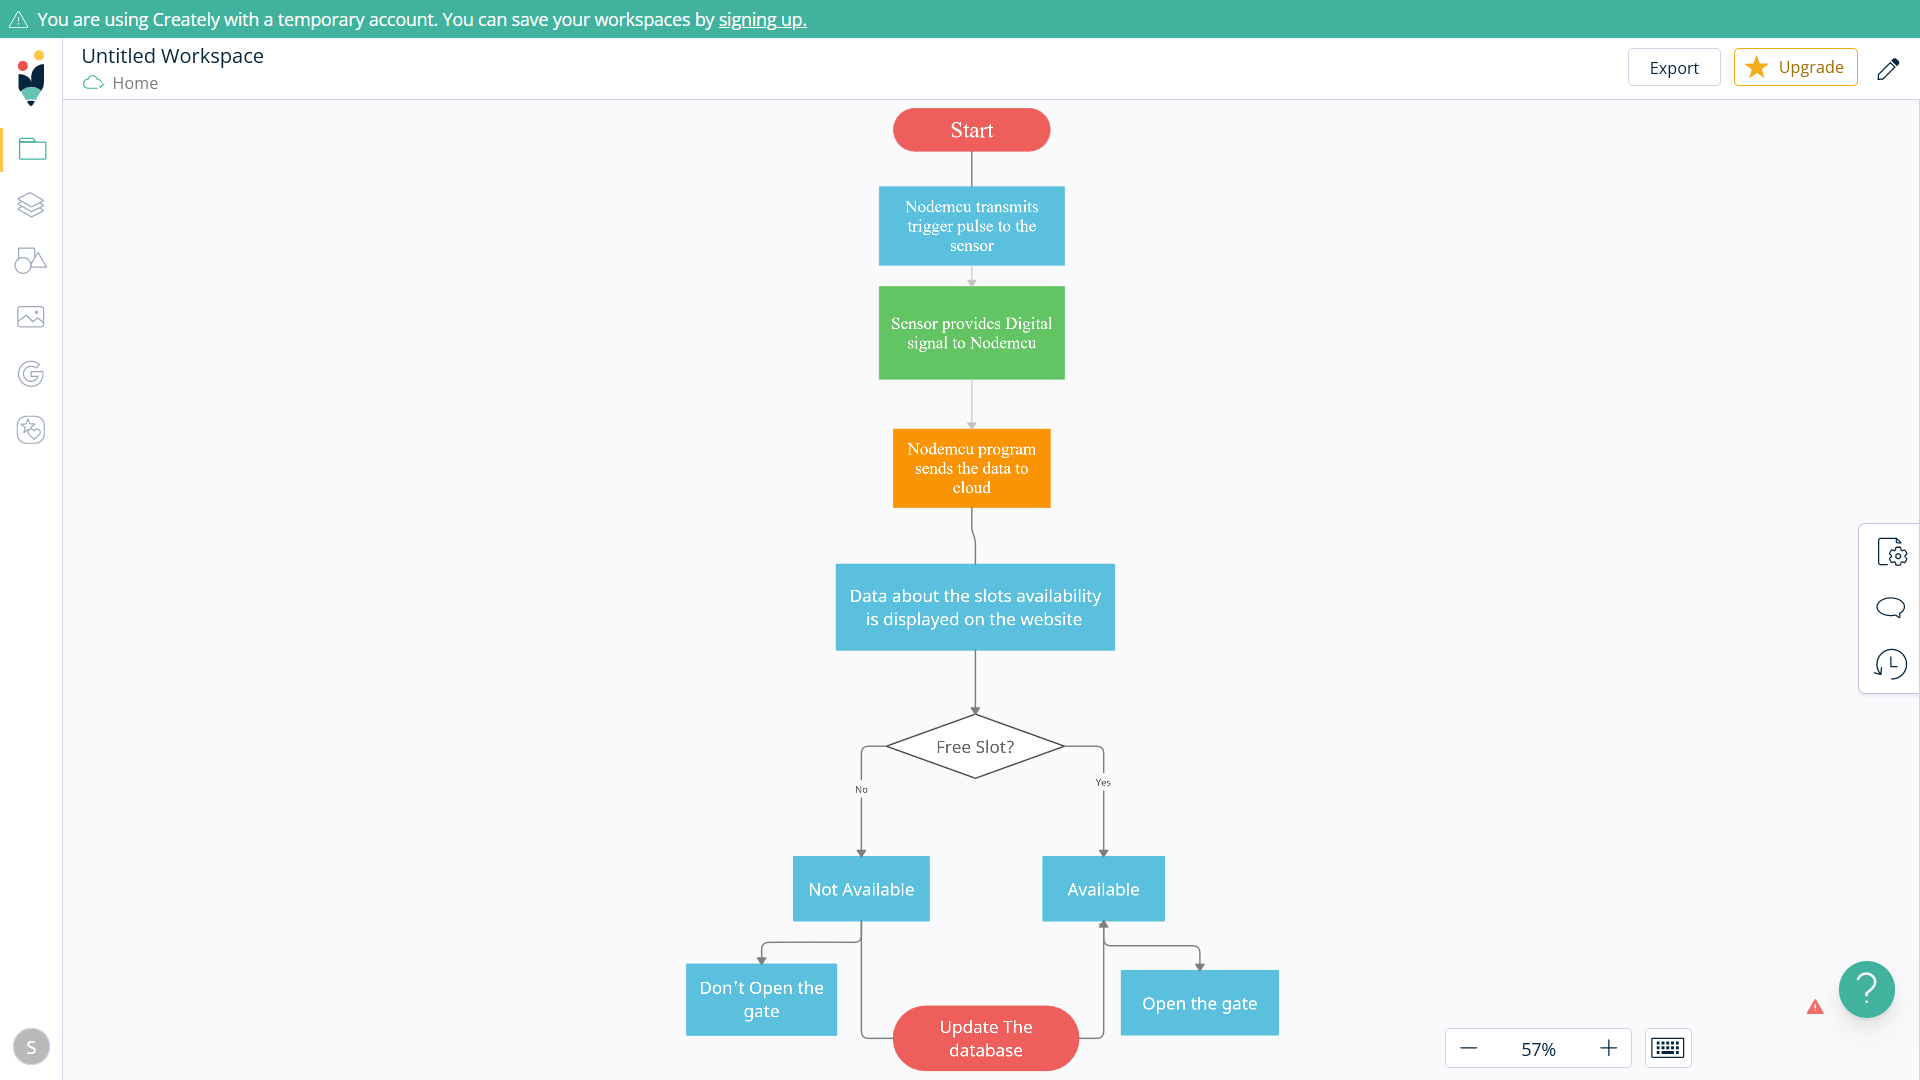 You are using Creately with a temporary account. You can save your workspaces by signing up.
Untitled Workspace
Home
Export
Upgrade
Start
Nodemcu transmits
trigger pulse to the
sensor
Sensor provides Digital
signal to Nodemcu
Nodemcu program
sends the data to
cloud
Data about the slots availability
is displayed on the website
Free Slot?
No
Yes
Not Available
Available
Don't Open the
gate
Open the gate
Update The
database
S
57%
?